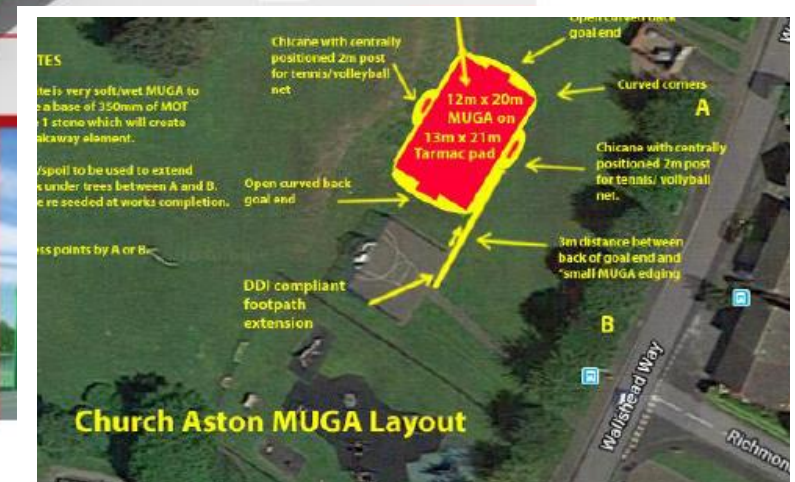 Open curved back
goal end
Chicane with centrally
positioned 2m post
for tennis/volleyball
net
Curved corners
A
12m x 20m
MUGA on
13m x 21m
Tarmac pad
TES
ite is very soft/wet MUGA to
e a base of 350mm of MOT
1 stone which will create
akaway element.
/spoil to be used to extend
s under trees between A and B.
e re seeded at works completion.
ess points by A or B.
Chicane with centrally
positioned 2m post
for tennis/ vollyball
net.
Open curved back
goal end
3m distance between
back of goal end and
"small MUGA edging
DDI compliant
footpath
extension
B
Church Aston MUGA Layout
Wallshead Way
Richmon